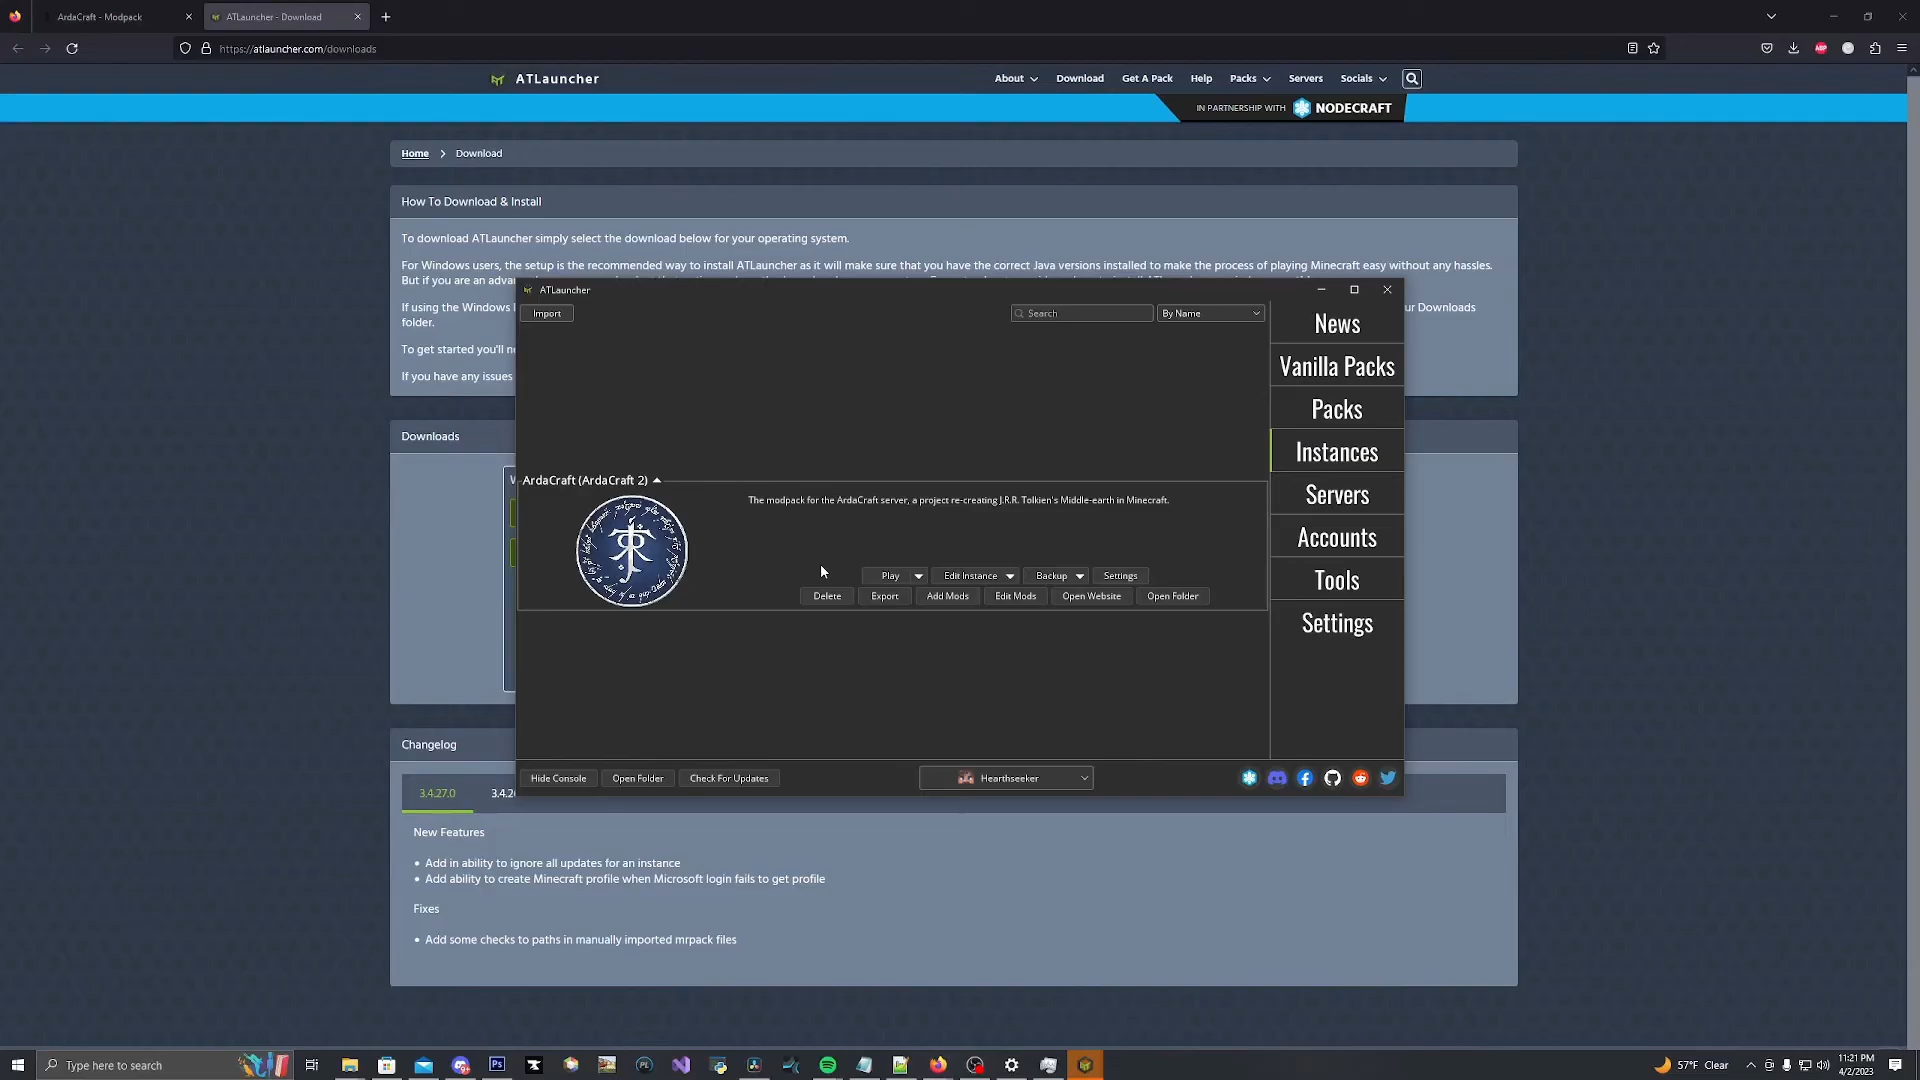 ArdaCraft - Modpack
ATLauncher - Download
https://atlauncher.com/downloads
ABP
ATLauncher
About
Download
Get A Pack
Help
Packs
Servers
Socials
IN PARTNERSHIP WITH
NODECRAFT
Home
Download
How To Download & Install
To download ATLauncher simply select the download below for your operating system.
For Windows users, the setup is the recommended way to install ATLauncher as it will make sure that you have the correct Java versions installed to make the process of playing Minecraft easy without any hassles.
But if you are an
If using the Windows
ur Downloads
folder.
To get started you'll
If you have any issues
ATLauncher
Import
Search
By Name
News
Vanilla Packs
Packs
Instances
Servers
Accounts
Tools
Settings
Downloads
ArdaCraft (ArdaCraft 2)
The modpack for the ArdaCraft server, a project re-creating J.R.R. Tolkien's Middle-earth in Minecraft.
Play
Edit Instance
Backup
Settings
Delete
Export
Add Mods
Edit Mods
Open Website
Open Folder
Changelog
Hide Console
Open Folder
Check For Updates
Hearthseeker
3.4.27.0
3.4.2
New Features
Add in ability to ignore all updates for an instance
Add ability to create Minecraft profile when Microsoft login fails to get profile
Fixes
Add some checks to paths in manually imported mrpack files
Type here to search
Ps
PL
57°F Clear
11:21 PM
4/2/2023